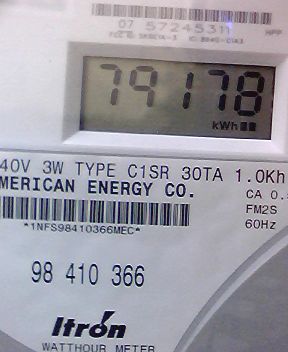 07 57245311
HPP
79178
kWh
40V 3W TYPE C1SR 30TA 1.0Kh
MERICAN ENERGY CO.
CA 0.
FM2S
*1NFS98410366MEC*
60Hz
98 410 366
Itron
WATTHOUR METER